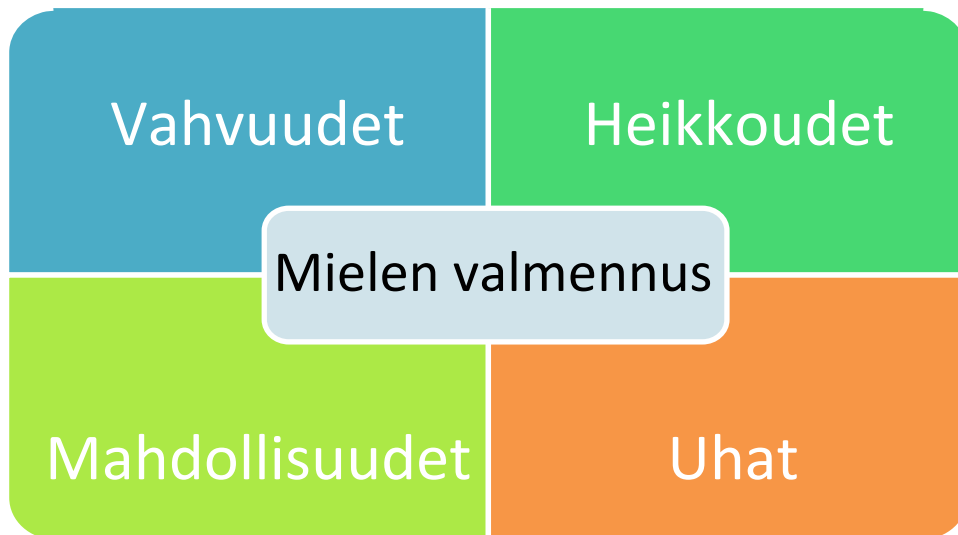 Vahvuudet
Heikkoudet
Mielen valmennus
Mahdollisuudet
Uhat